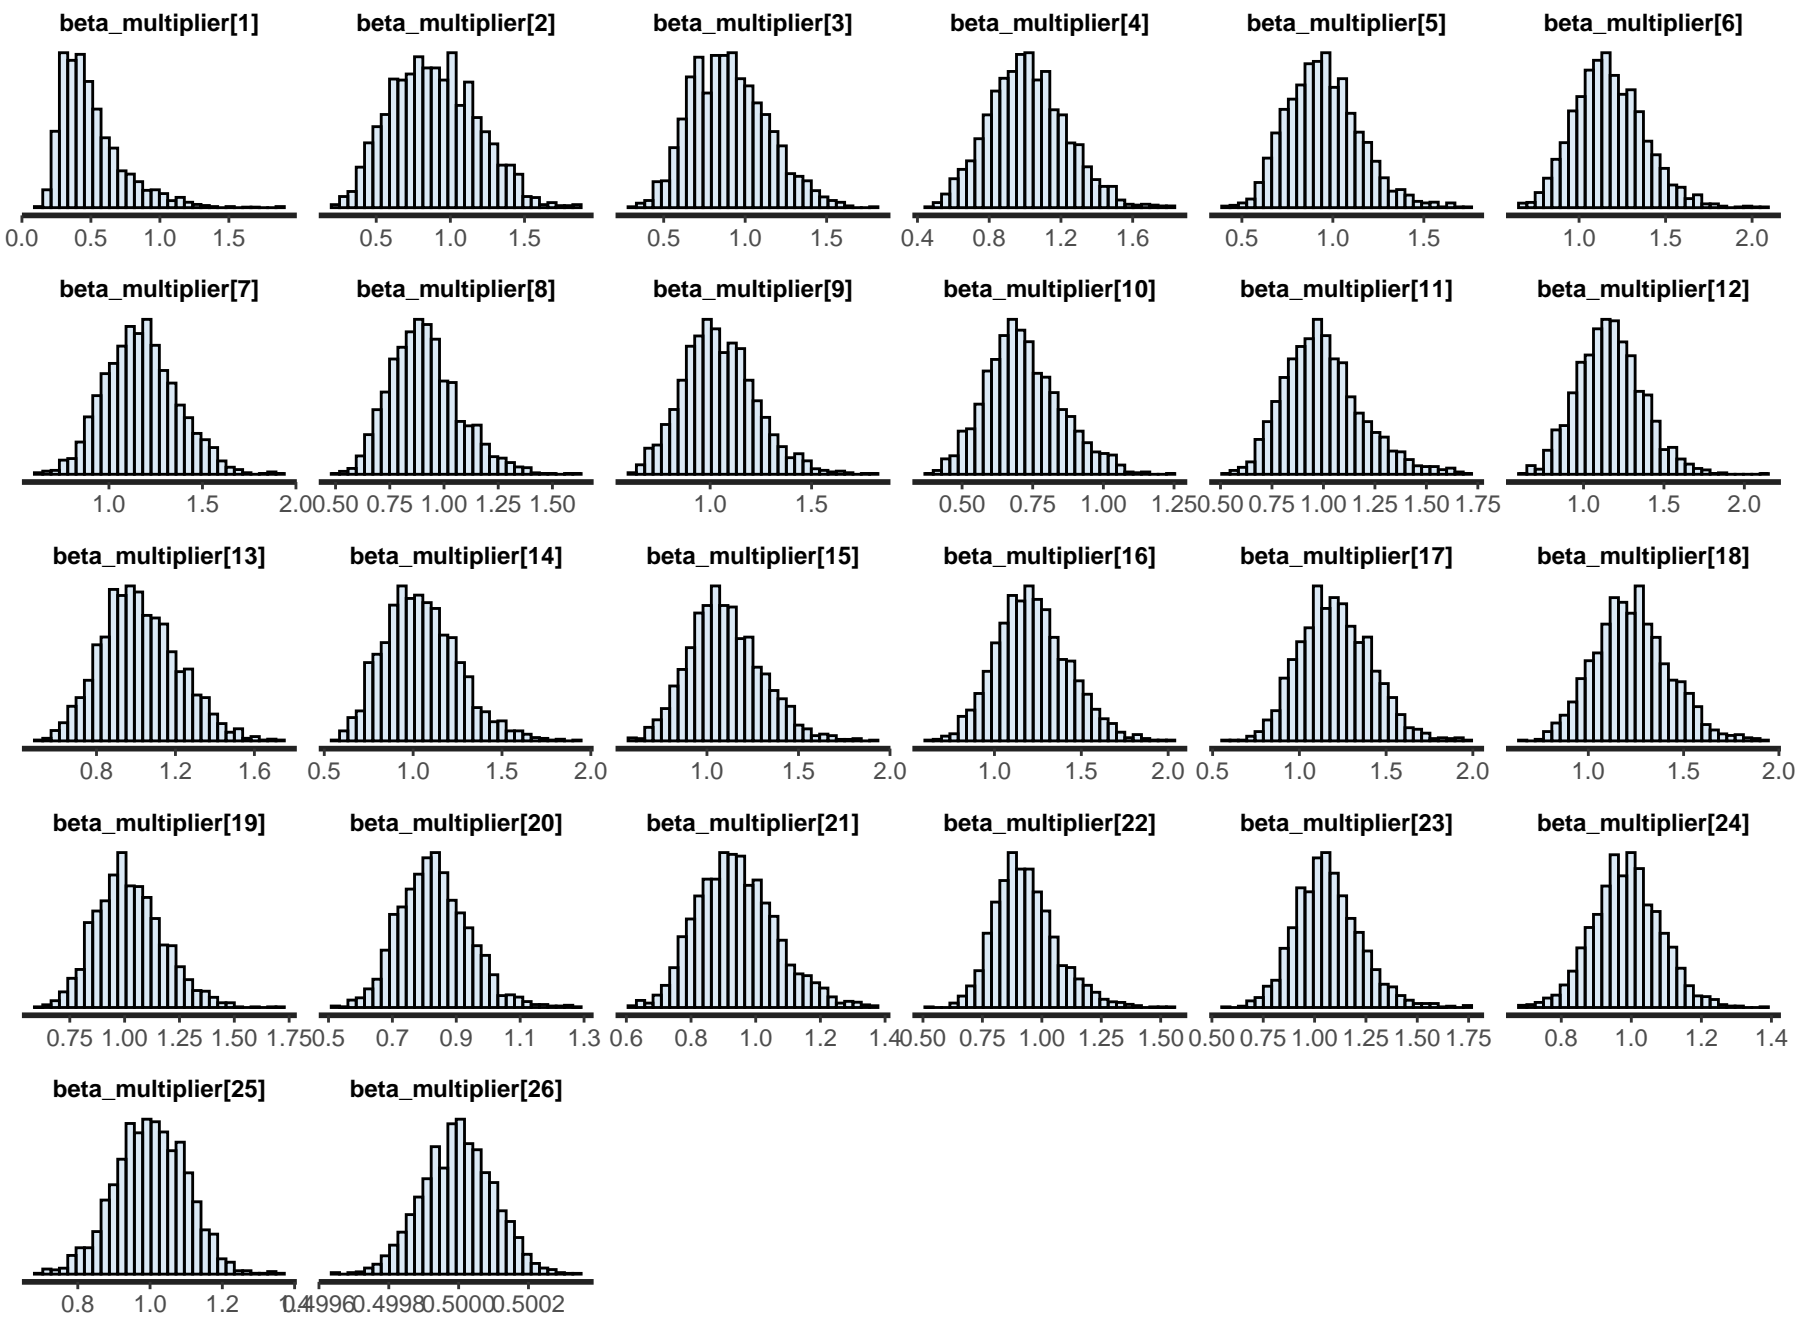 beta_multiplier[1] beta_multiplier[2] beta_multiplier[3] beta_multiplier[4] beta_multiplier[5] beta_multiplier[6]
0.0 0.5 1.0 1.5 0.5 1.0 1.5 0.5 1.0 1.5 0.4 0.8 1.2 1.6 0.5 1.0 1.5 1.0 1.5 2.0
beta_multiplier[7] beta_multiplier[8] beta_multiplier[9] beta_multiplier[10] beta_multiplier[11] beta_multiplier[12]
1.0 1.5 2.0 0.50 0.75 1.00 1.25 1.50 1.0 1.5 0.50 0.75 1.00 1.25 0.50 0.75 1.00 1.25 1.50 1.75 1.0 1.5 2.0
beta_multiplier[13] beta_multiplier[14] beta_multiplier[15] beta_multiplier[16] beta_multiplier[17] beta_multiplier[18]
0.8 1.2 1.6 0.5 1.0 1.5 2.0 1.0 1.5 2.0 1.0 1.5 2.0 0.5 1.0 1.5 2.0 1.0 1.5 2.0
beta_multiplier[19] beta_multiplier[20] beta_multiplier[21] beta_multiplier[22] beta_multiplier[23] beta_multiplier[24]
0.75 1.00 1.25 1.50 1.75 0.5 0.7 0.9 1.1 1.3 0.6 0.8 1.0 1.2 1.4 0.50 0.75 1.00 1.25 1.50 0.50 0.75 1.00 1.25 1.50 1.75 0.8 1.0 1.2 1.4
beta_multiplier[25] beta_multiplier[26]
0.8 1.0 1.2 1.4 0.4996 0.4998 0.5000 0.5002